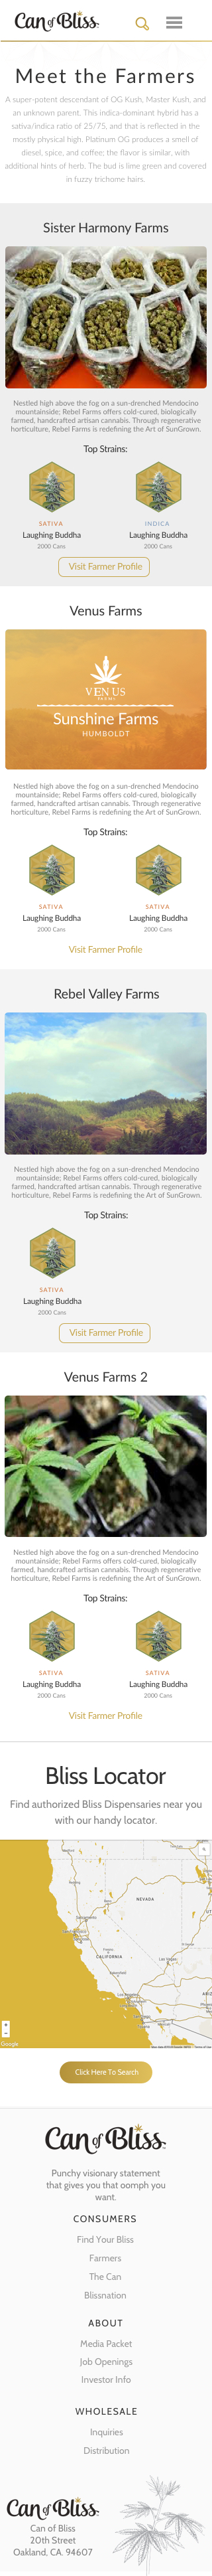 Can of Bliss
Meet the Farmers
A super-potent descendant of OG Kush, Master Kush, and
an unknown parent. This indica-dominant hybrid has a
sativa/indica ratio of 25/75, and that is reflected in the
mostly physical high. Platinum OG produces a smell of
diesel, spice, and coffee; the flavor is similar, with
additional hints of herb. The bud is lime green and covered
in fuzzy trichome hairs.
Sister Harmony Farms
Nestled high above the fog on a sun-drenched Mendocino
mountainside; Rebel Farms offers cold-cured, biologically
farmed, handcrafted artisan cannabis. Through regenerative
horticulture, Rebel Farms is redefining the Art of SunGrown.
Top Strains:
SATIVA INDICA
Laughing Buddha Laughing Buddha
2000 Cans 2000 Cans
Visit Farmer Profile
Venus Farms
VENUS
FARMS
Sunshine Farms
HUMBOLDT
Nestled high above the fog on a sun-drenched Mendocino
mountainside; Rebel Farms offers cold-cured, biologically
farmed, handcrafted artisan cannabis. Through regenerative
horticulture, Rebel Farms is redefining the Art of SunGrown.
Top Strains:
SATIVA SATIVA
Laughing Buddha Laughing Buddha
2000 Cans 2000 Cans
Visit Farmer Profile
Rebel Valley Farms
Nestled high above the fog on a sun-drenched Mendocino
mountainside; Rebel Farms offers cold-cured, biologically
farmed, handcrafted artisan cannabis. Through regenerative
horticulture, Rebel Farms is redefining the Art of SunGrown.
Top Strains:
SATIVA
Laughing Buddha
2000 Cans
Visit Farmer Profile
Venus Farms 2
Nestled high above the fog on a sun-drenched Mendocino
mountainside; Rebel Farms offers cold-cured, biologically
farmed, handcrafted artisan cannabis. Through regenerative
horticulture, Rebel Farms is redefining the Art of SunGrown.
Top Strains:
SATIVA SATIVA
Laughing Buddha Laughing Buddha
2000 Cans 2000 Cans
Visit Farmer Profile
Bliss Locator
Find authorized Bliss Dispensaries near you
with our handy locator.
NEVADA
UT
CALIFORNIA
Las Vegas
Los Angeles
ARIZ
Google
Click Here To Search
Can of Bliss
Punchy visionary statement
that gives you that oomph you
want.
CONSUMERS
Find Your Bliss
Farmers
The Can
Blissnation
ABOUT
Media Packet
Job Openings
Investor Info
WHOLESALE
Inquiries
Distribution
Can of Bliss
Can of Bliss
20th Street
Oakland, CA. 94607